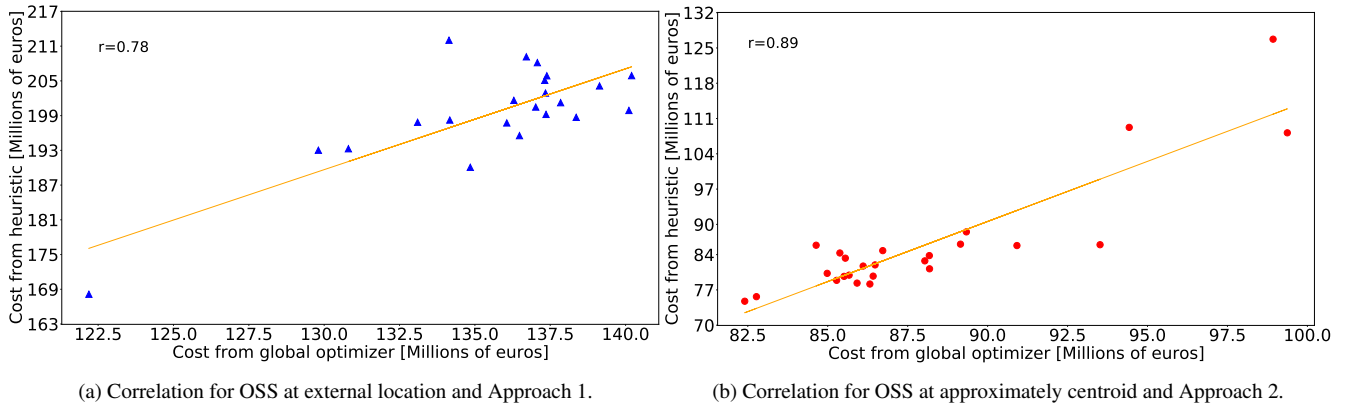 217
211
205
199
193
187
181
175
169
163
Cost from heuristic [Millions of euros]
r=0.78
122.5 125.0 127.5 130.0 132.5 135.0 137.5 140.0
Cost from global optimizer [Millions of euros]
(a) Correlation for OSS at external location and Approach 1.
132
125
118
111
104
97
90
84
77
70
Cost from heuristic [Millions of euros]
r=0.89
82.5 85.0 87.5 90.0 92.5 95.0 97.5 100.0
Cost from global optimizer [Millions of euros]
(b) Correlation for OSS at approximately centroid and Approach 2.